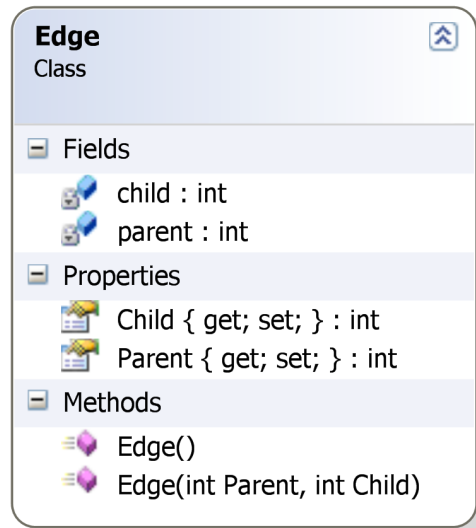 Edge
Class
Fields
child : int
parent : int
Properties
Child { get; set; } : int
Parent { get; set; } : int
Methods
Edge()
Edge(int Parent, int Child)